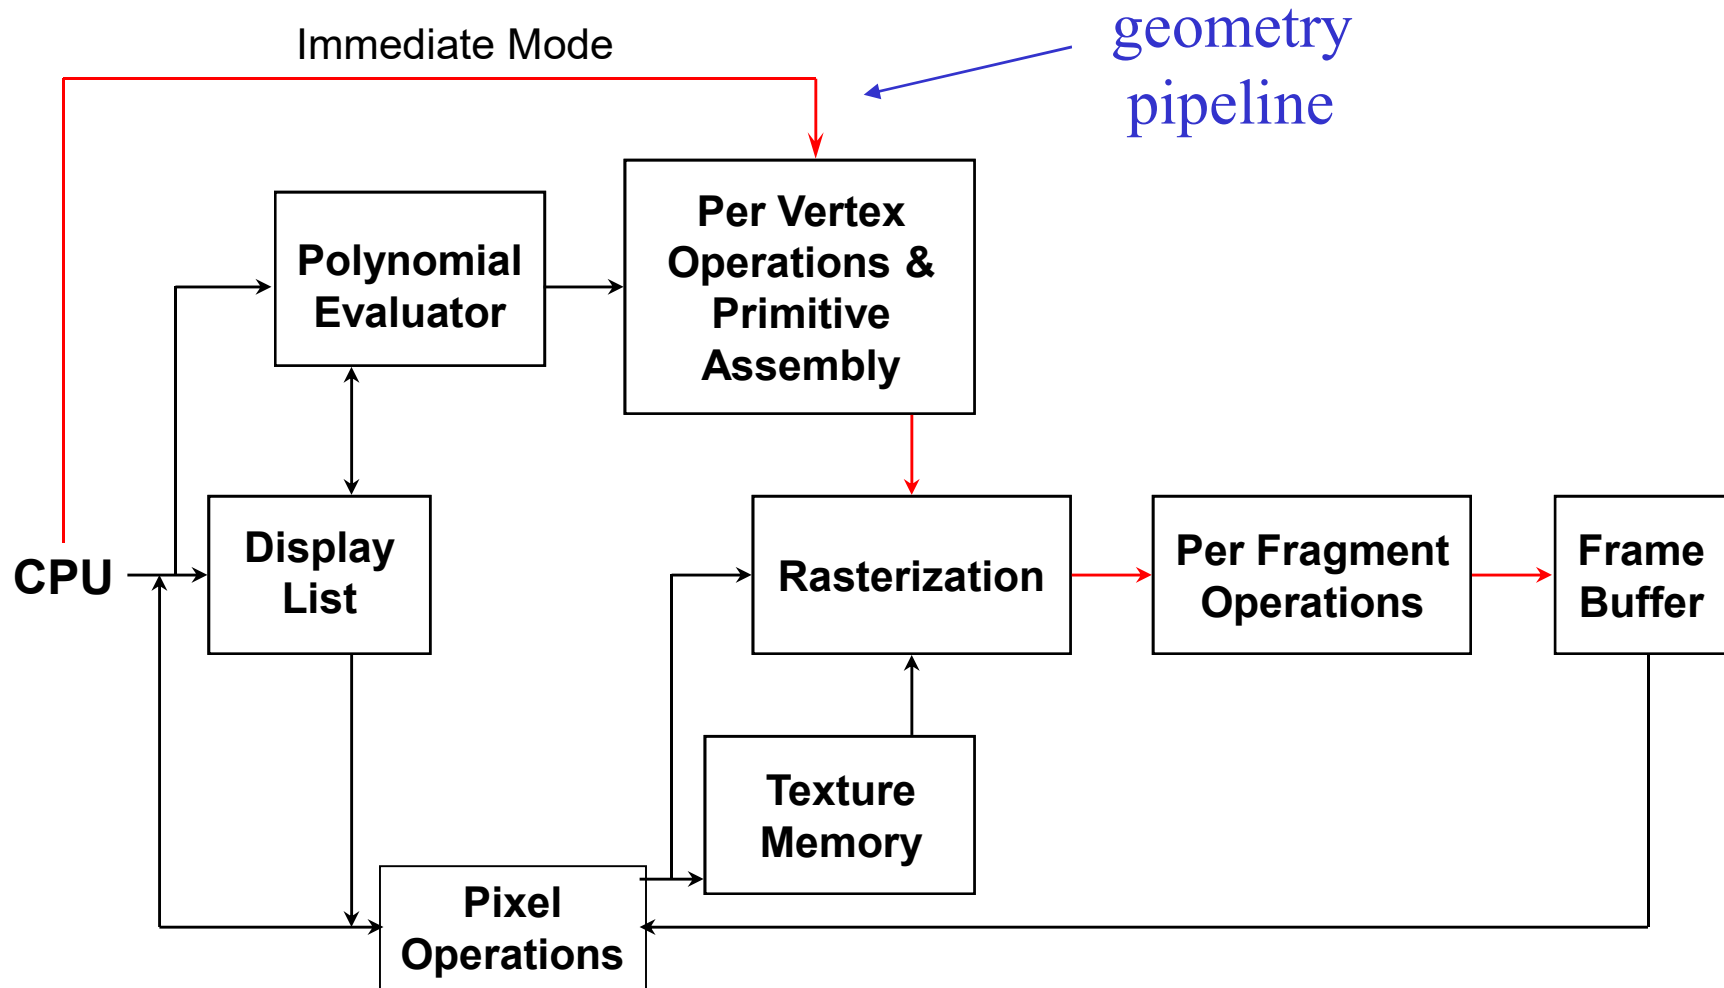 Immediate Mode
geometry
pipeline
Per Vertex
Operations &
Primitive
Assembly
Polynomial
Evaluator
CPU
Display
List
Rasterization
Per Fragment
Operations
Frame
Buffer
Texture
Memory
Pixel
Operations